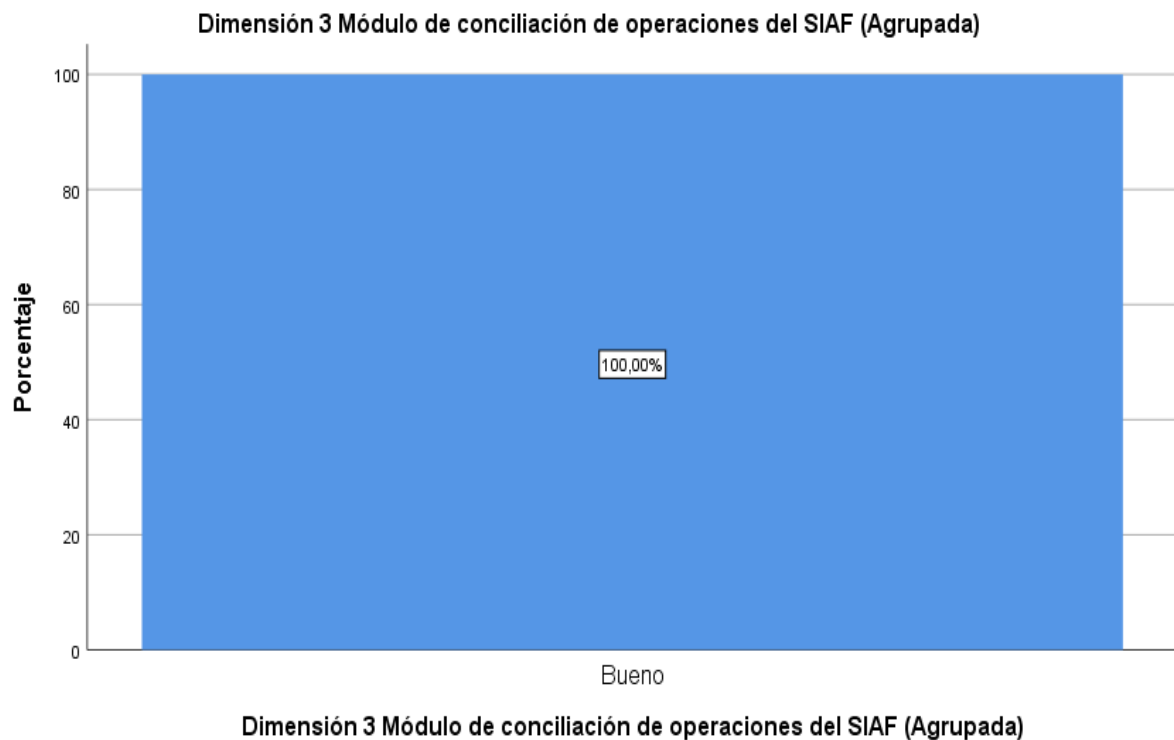 Dimensión 3 Módulo de conciliación de operaciones del SIAF (Agrupada)
100
80
60
40
20
0
Porcentaje
100,00%
Bueno
Dimensión 3 Módulo de conciliación de operaciones del SIAF (Agrupada)